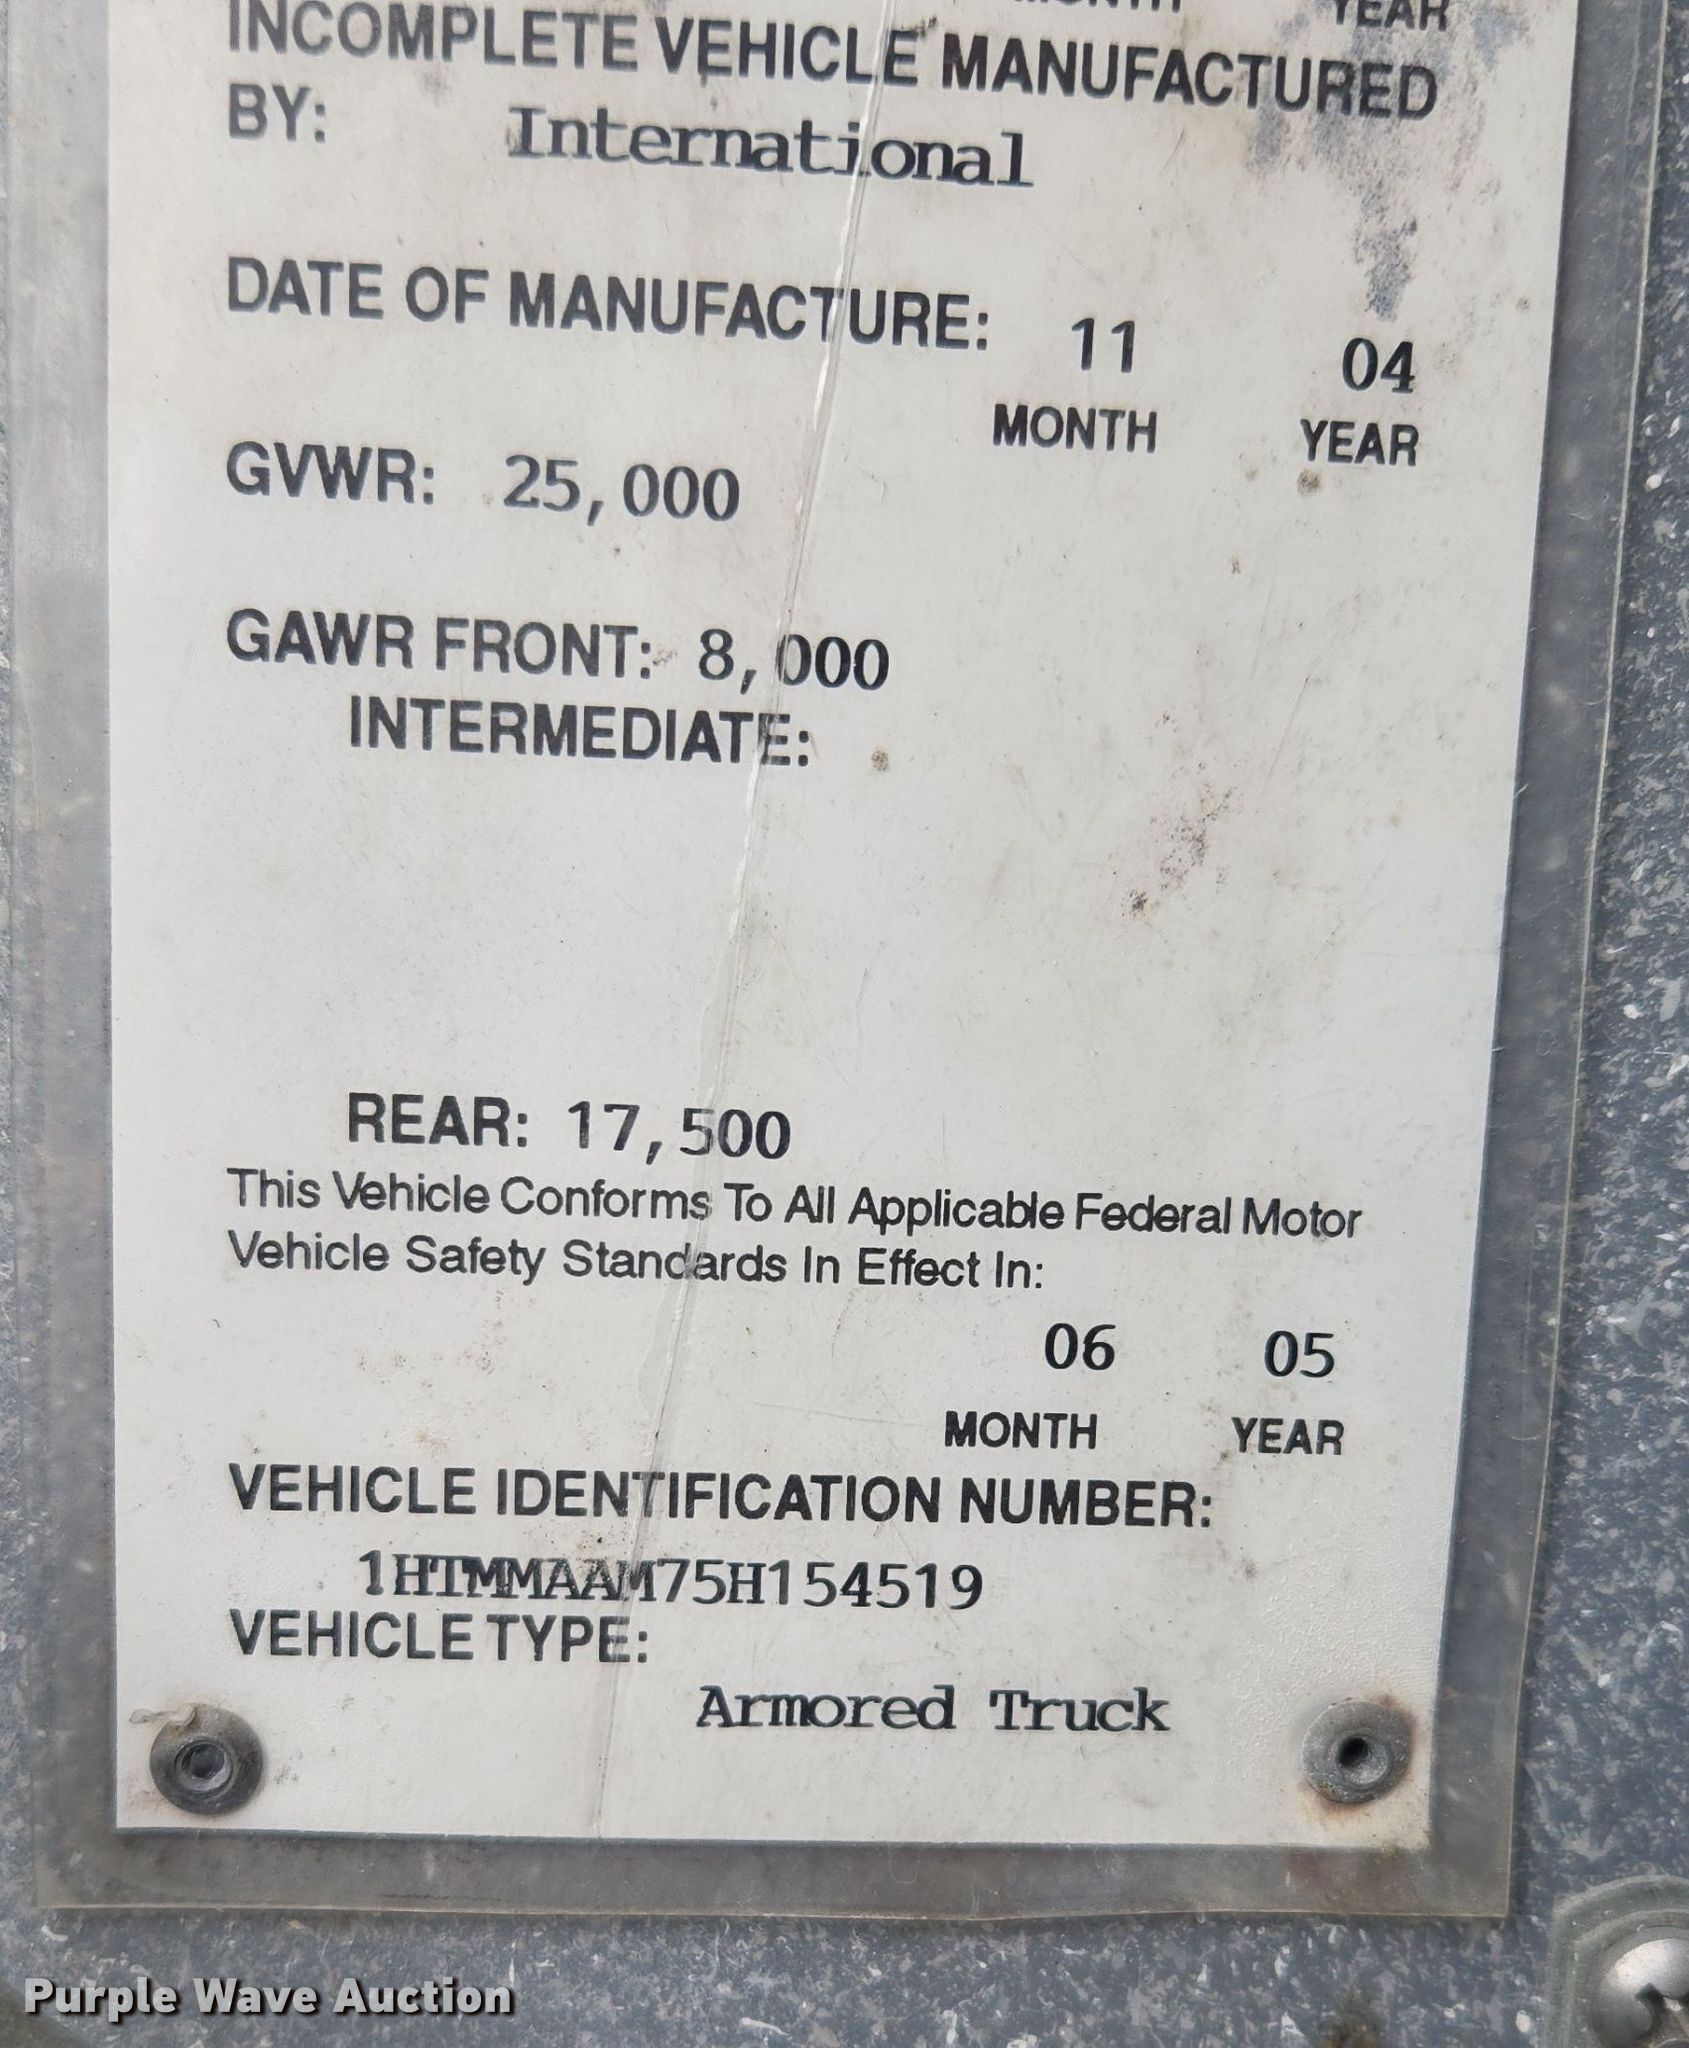 MONTH YEAR
INCOMPLETE VEHICLE MANUFACTURED
BY: International
DATE OF MANUFACTURE: 11 04
MONTH YEAR
GVWR: 25,000
GAWR FRONT: 8,000
INTERMEDIATE:
REAR: 17,500
This Vehicle Conforms To All Applicable Federal Motor
Vehicle Safety Standards In Effect In:
06 05
MONTH YEAR
VEHICLE IDENTIFICATION NUMBER:
1HTMMAAM75H154519
VEHICLE TYPE:
Armored Truck
Purple Wave Auction